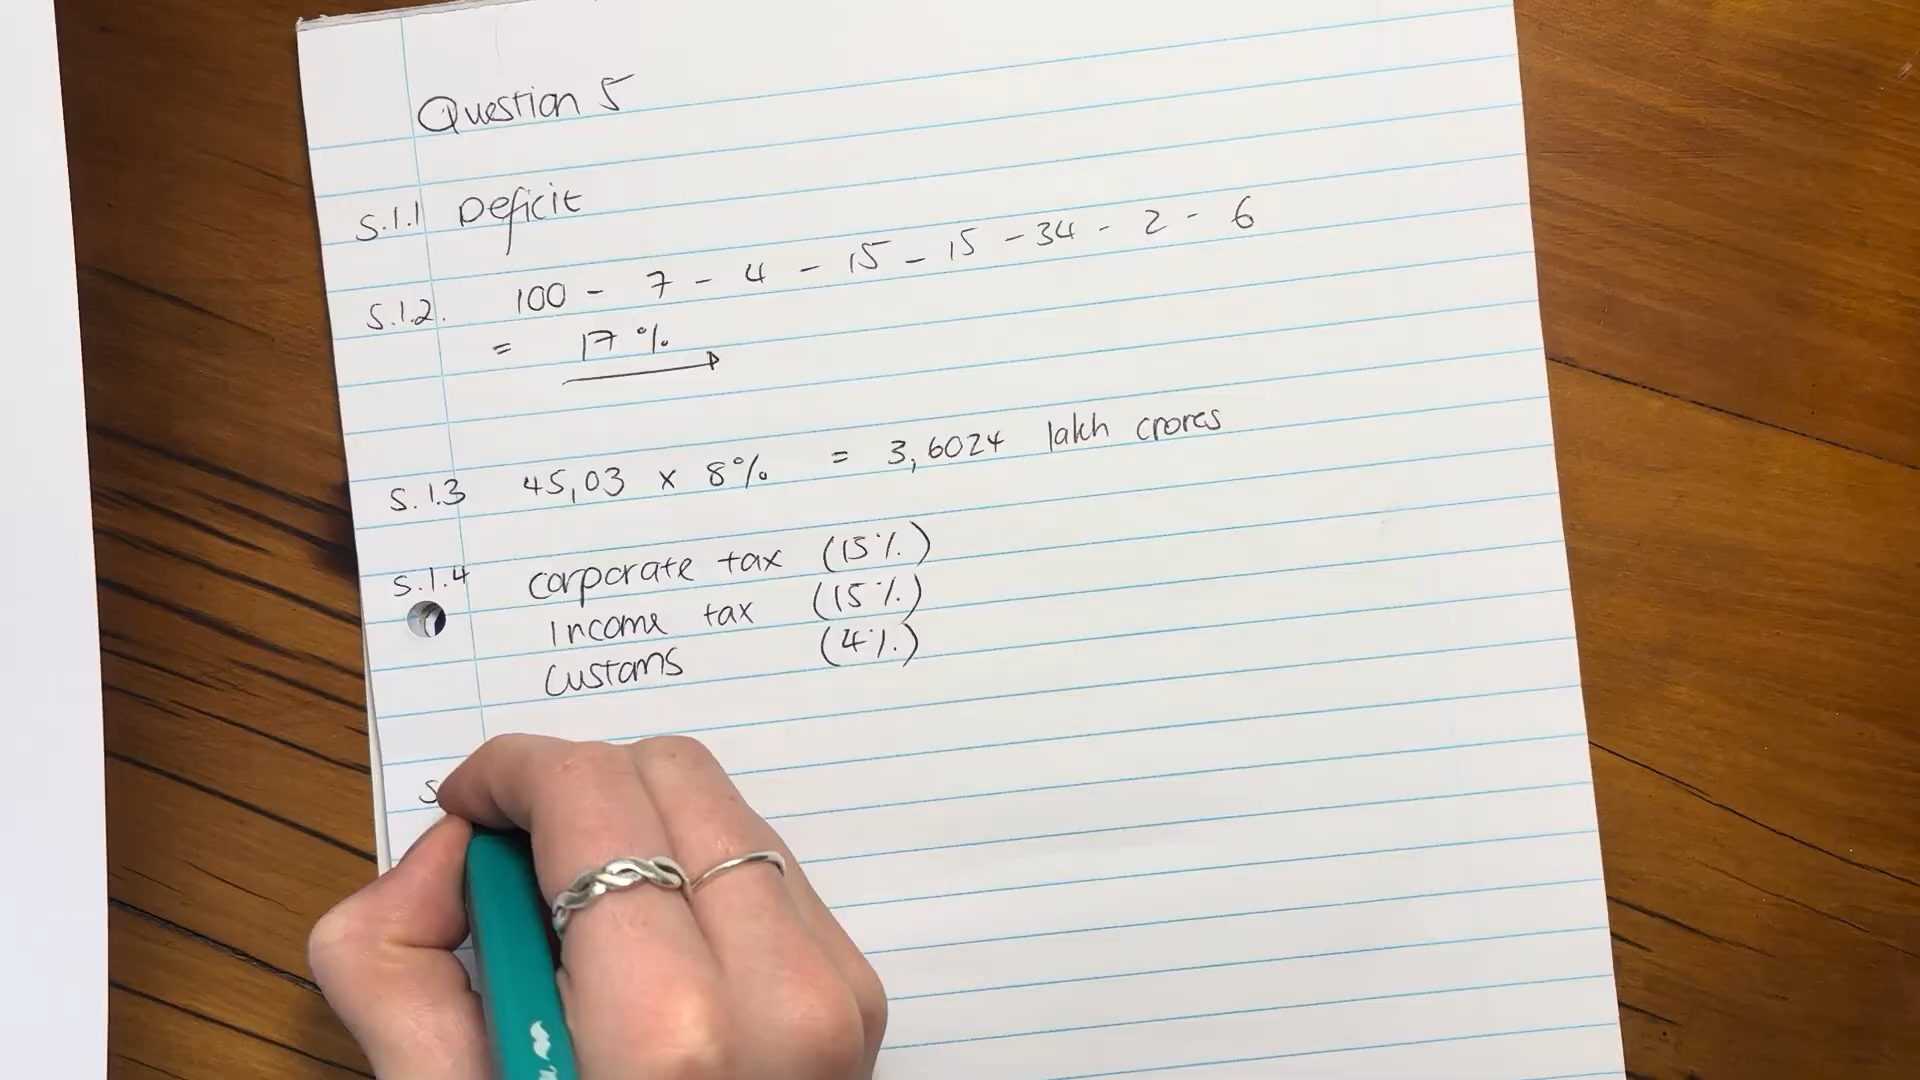 Question 5
5.1.1 Deficit
5.1.2. 100 - 7 - 4 - 15 - 15 - 34 - 2 - 6
= 17 %
5.1.3 45,03 x 8% = 3,6024 lakh crores
5.1.4 corporate tax (15%)
income tax (15%)
customs (4%)
5